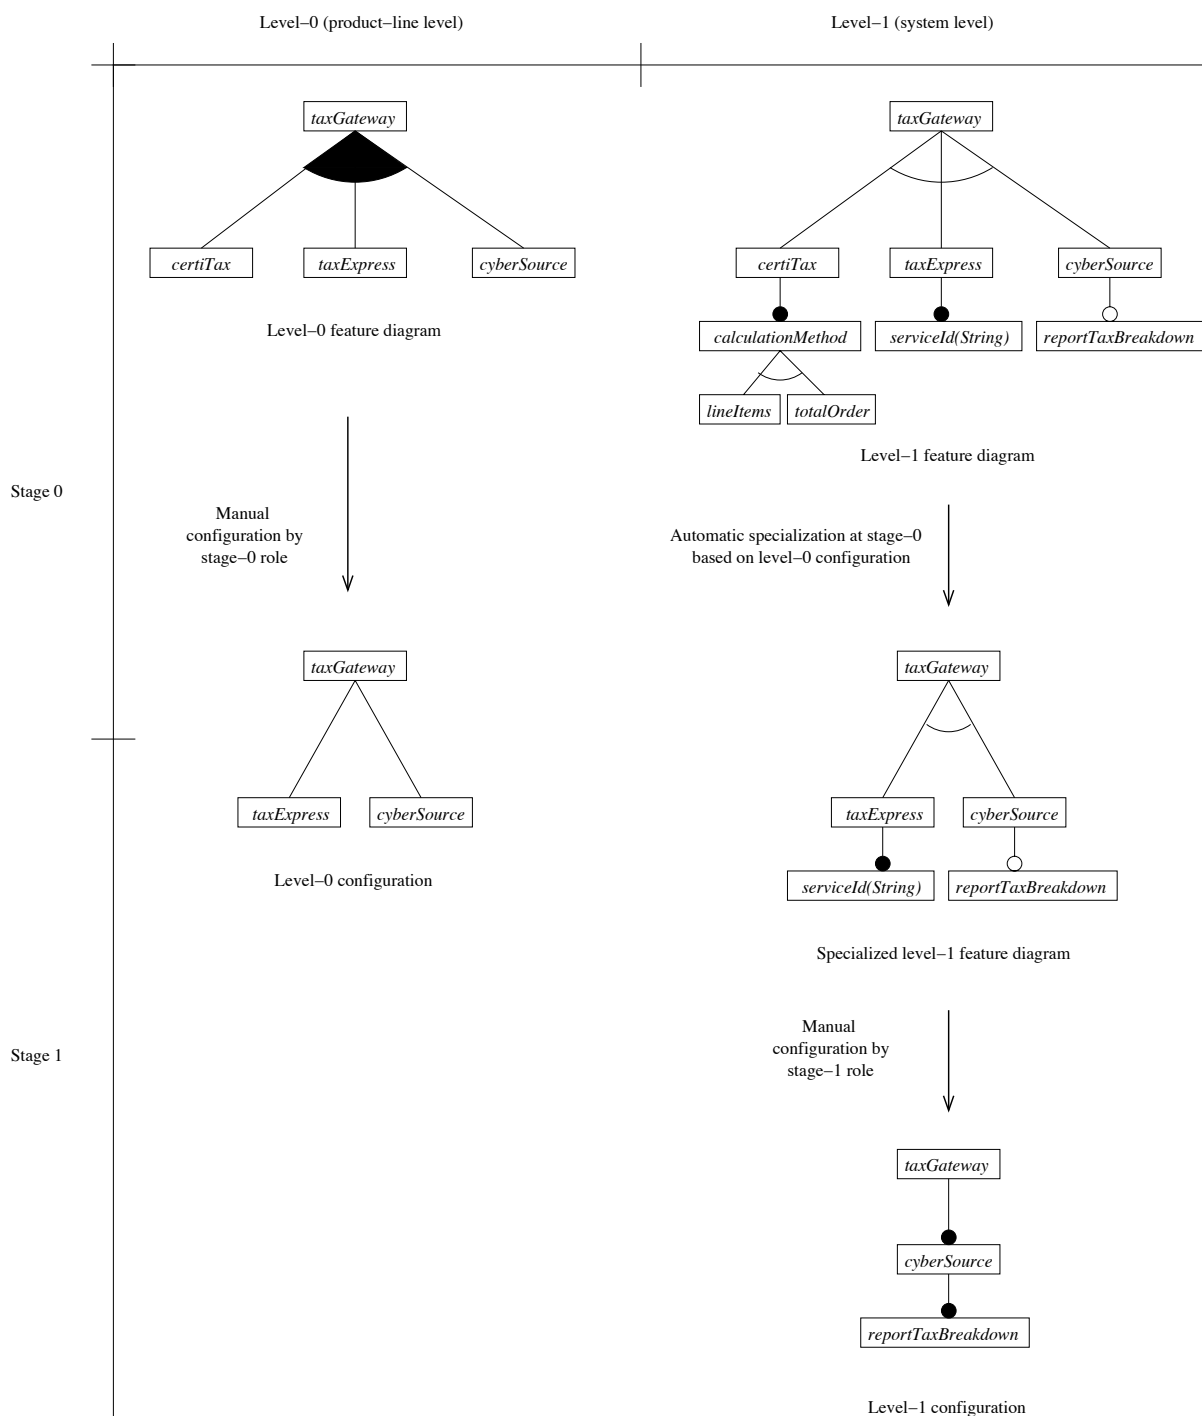 Level–0 (product–line level)
Level–1 (system level)
taxGateway
taxGateway
certiTax
taxExpress
cyberSource
certiTax
taxExpress
cyberSource
Level–0 feature diagram
calculationMethod
serviceId(String)
reportTaxBreakdown
lineItems
totalOrder
Level–1 feature diagram
Stage 0
Manual
configuration by
stage–0 role
Automatic specialization at stage–0
based on level–0 configuration
taxGateway
taxGateway
taxExpress
cyberSource
taxExpress
cyberSource
Level–0 configuration
serviceId(String)
reportTaxBreakdown
Specialized level–1 feature diagram
Stage 1
Manual
configuration by
stage–1 role
taxGateway
cyberSource
reportTaxBreakdown
Level–1 configuration